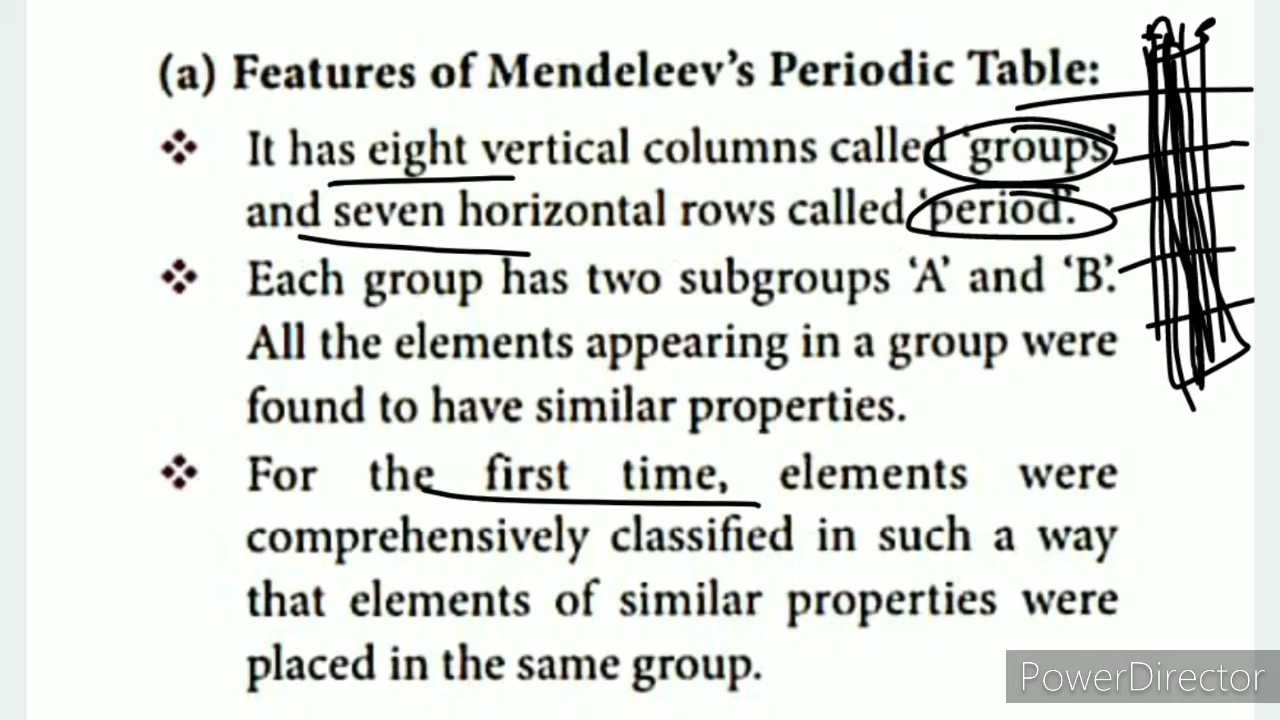 (a) Features of Mendeleev's Periodic Table:
❖ It has eight vertical columns called 'groups'
and seven horizontal rows called 'period'.
❖ Each group has two subgroups 'A' and 'B'.
All the elements appearing in a group were
found to have similar properties.
❖ For the first time, elements were
comprehensively classified in such a way
that elements of similar properties were
placed in the same group.
PowerDirector